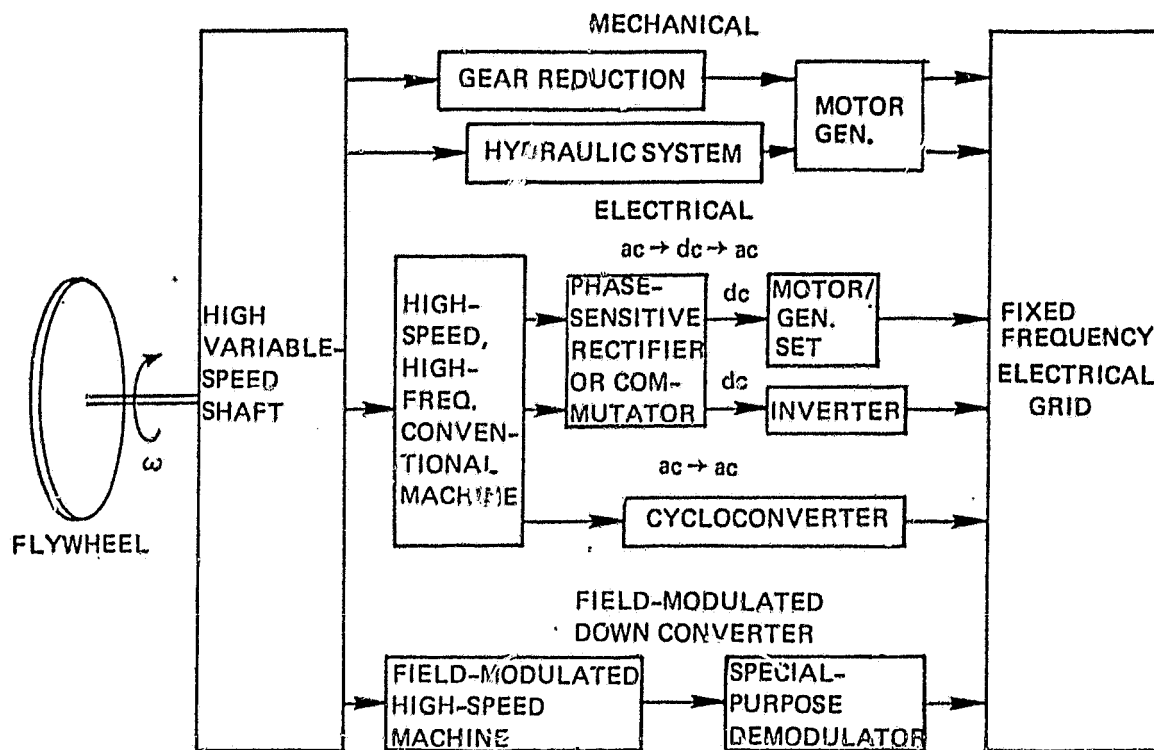 MECHANICAL
GEAR REDUCTION
MOTOR
GEN.
HYDRAULIC SYSTEM
ELECTRICAL
ac → dc → ac
HIGH
VARIABLE-
SPEED
SHAFT
HIGH-
SPEED,
HIGH-
FREQ.
CONVEN-
TIONAL
MACHINE
PHASE-
SENSITIVE
RECTIFIER
OR COM-
MUTATOR
dc
dc
MOTOR/
GEN.
SET
INVERTER
FIXED
FREQUENCY
ELECTRICAL
GRID
ω
FLYWHEEL
ac → ac
CYCLOCONVERTER
FIELD-MODULATED
DOWN CONVERTER
FIELD-MODULATED
HIGH-SPEED
MACHINE
SPECIAL-
PURPOSE
DEMODULATOR